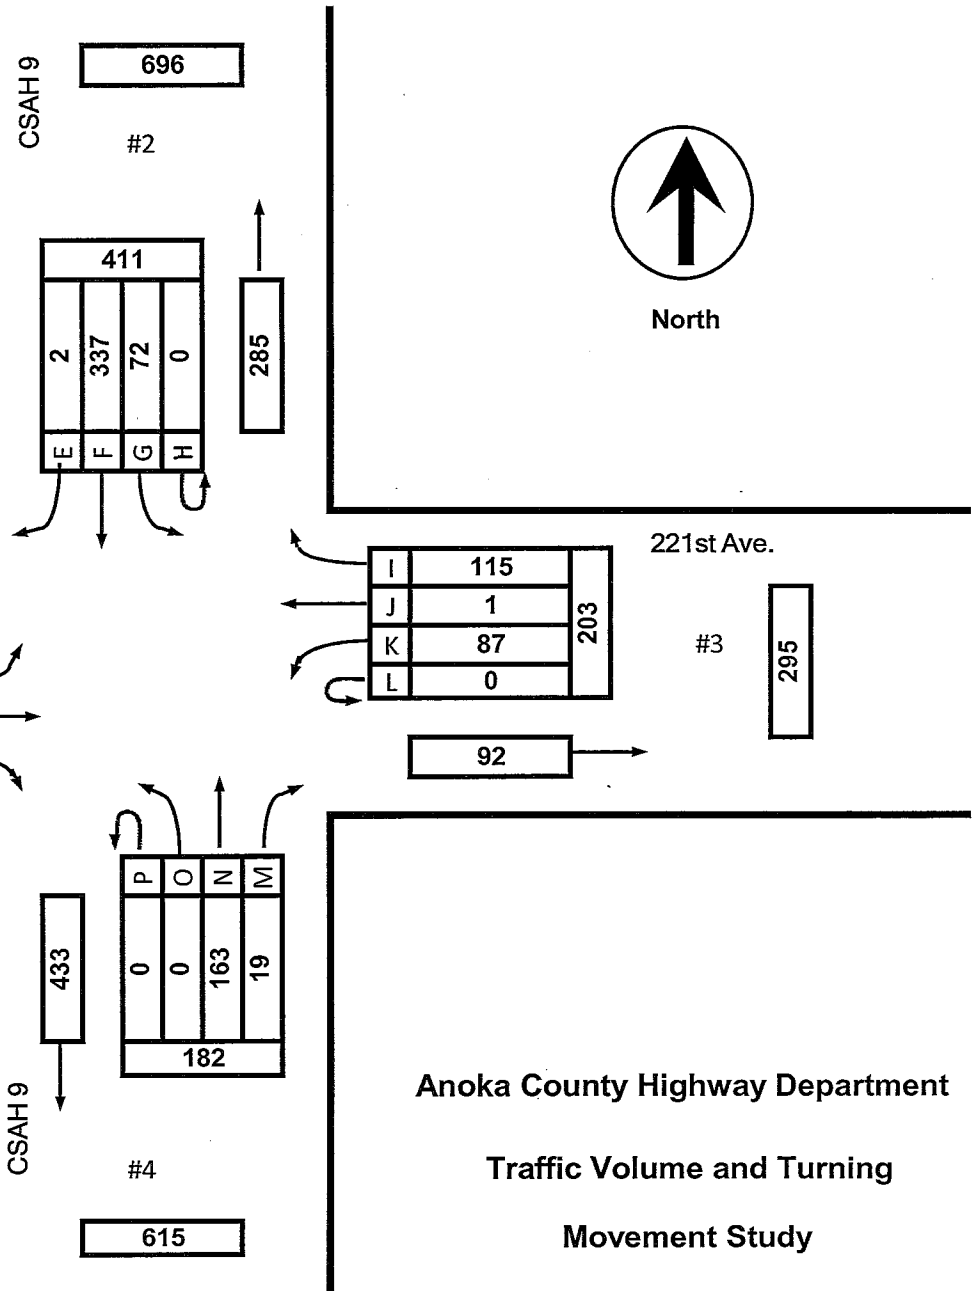 CSAH 9
696
#2
411
2
337
72
0
285
E
F
G
H
North
221st Ave.
I
115
J
1
K
87
L
0
203
#3
295
92
P
O
N
M
0
0
163
19
433
182
CSAH 9
#4
615
Anoka County Highway Department
Traffic Volume and Turning
Movement Study